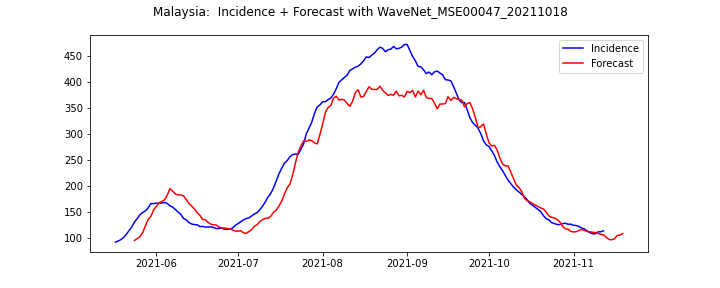 Malaysia:  Incidence + Forecast with WaveNet_MSE00047_20211018
Incidence
Forecast
450
400
350
300
250
200
150
100
2021-06 2021-07 2021-08 2021-09 2021-10 2021-11